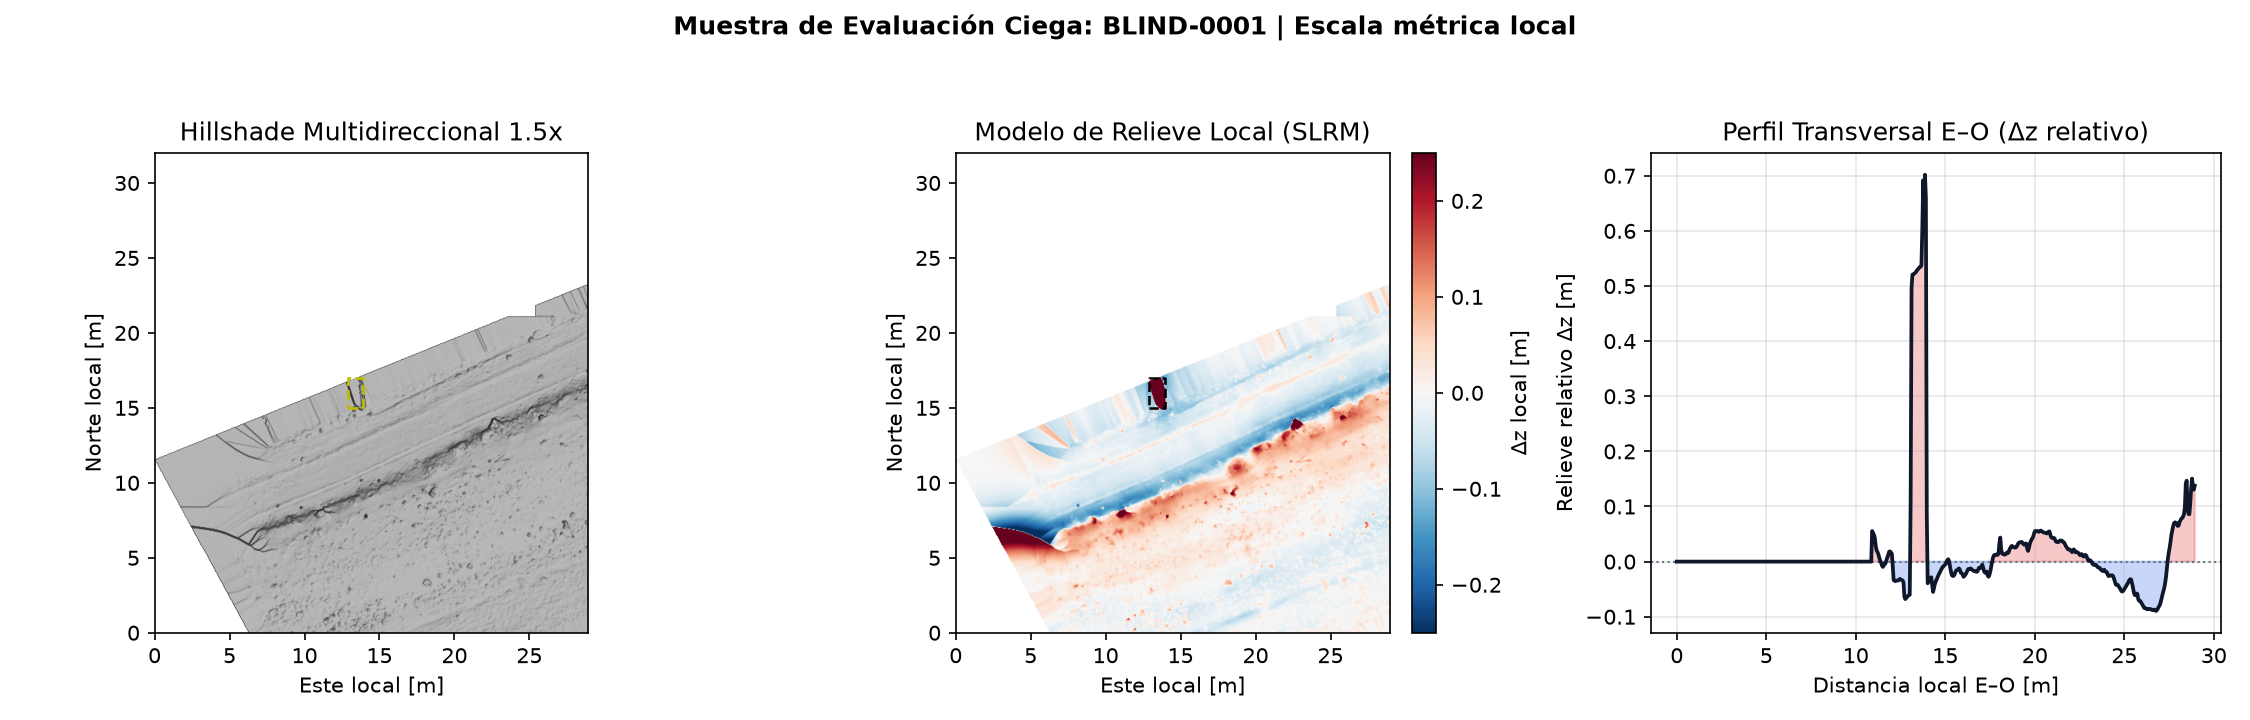 Muestra de Evaluación Ciega: BLIND-0001 | Escala métrica local
Hillshade Multidireccional 1.5x
Norte local [m]
30
25
20
15
10
5
0
0 5 10 15 20 25
Este local [m]
Modelo de Relieve Local (SLRM)
Norte local [m]
30
25
20
15
10
5
0
0 5 10 15 20 25
Este local [m]
0.2
0.1
0.0
−0.1
−0.2
Δz local [m]
Perfil Transversal E–O (Δz relativo)
Relieve relativo Δz [m]
0.7
0.6
0.5
0.4
0.3
0.2
0.1
0.0
−0.1
0 5 10 15 20 25 30
Distancia local E–O [m]